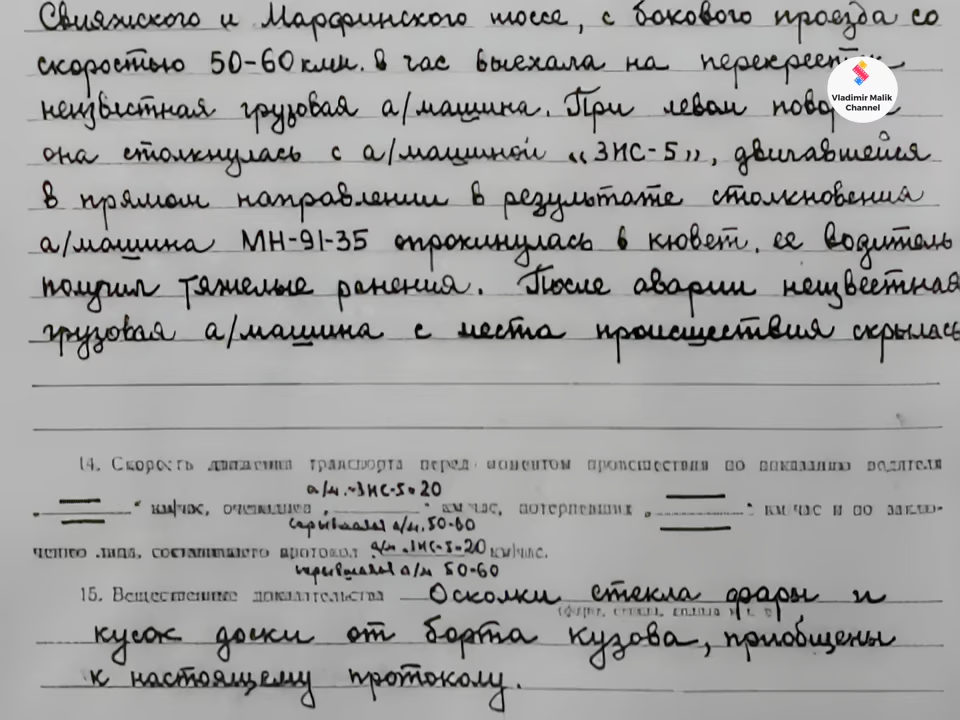 Свияжского и Марфинского шоссе, с бокового проезда со
скоростью 50-60 клм. в час выехала на перекресток
неизвестная грузовая а/машина. При левом
Vladimir Malik
Channel
она столкнулась с а/машиной „ЗИС-5", двигавшейся
в прямом направлении в результате столкновения
а/машина МН-91-35 опрокинулась в кювет. ее водитель
получил тяжелые ранения. После аварии неизвестная
грузовая а/машина с места происшествия скрылась
14. Скорость движения транспорта перед моментом происшествия по показанию водителя
а/м. ЗИС-5-20
км/час, очевидцев „ " км/час, потерпевших „ " км/час и по заклю-
скрывшаяся а/м. 50-60
чению лица, составившего протокол а/м. ЗИС-5-20 км/час.
скрывшаяся а/м 50-60
15. Вещественные доказательства Осколки стекла фары и
кусок доски от борта кузова, приобщены
к настоящему протоколу.